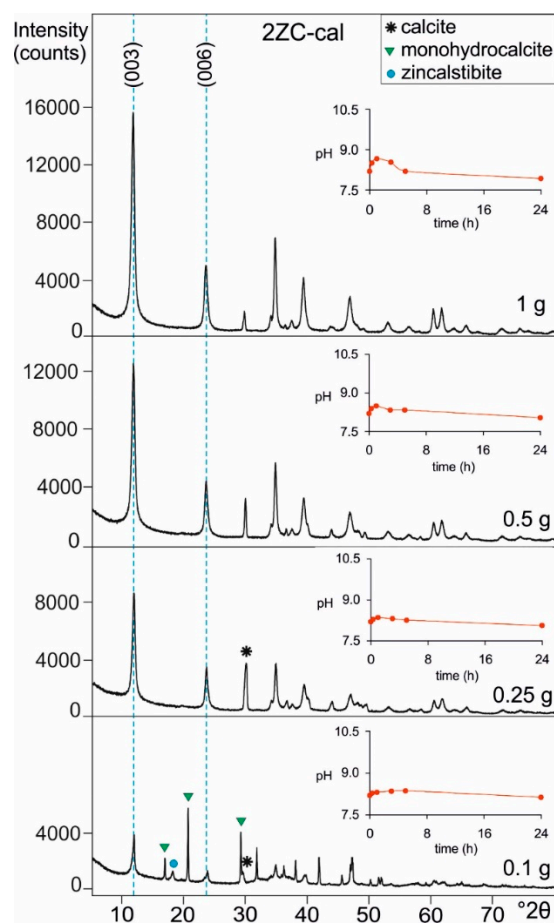 Intensity
(counts)
2ZC-cal
calcite
monohydrocalcite
zincalstibite
(003)
(006)
16000
12000
8000
4000
0
10.5
pH 9.0
7.5
0 8 16 24
time (h)
1 g
12000
8000
4000
0
10.5
pH 9.0
7.5
0 8 16 24
time (h)
0.5 g
8000
4000
0
10.5
pH 9.0
7.5
0 8 16 24
time (h)
0.25 g
4000
0
10.5
pH 9.0
7.5
0 8 16 24
time (h)
0.1 g
10 20 30 40 50 60 70 °2θ